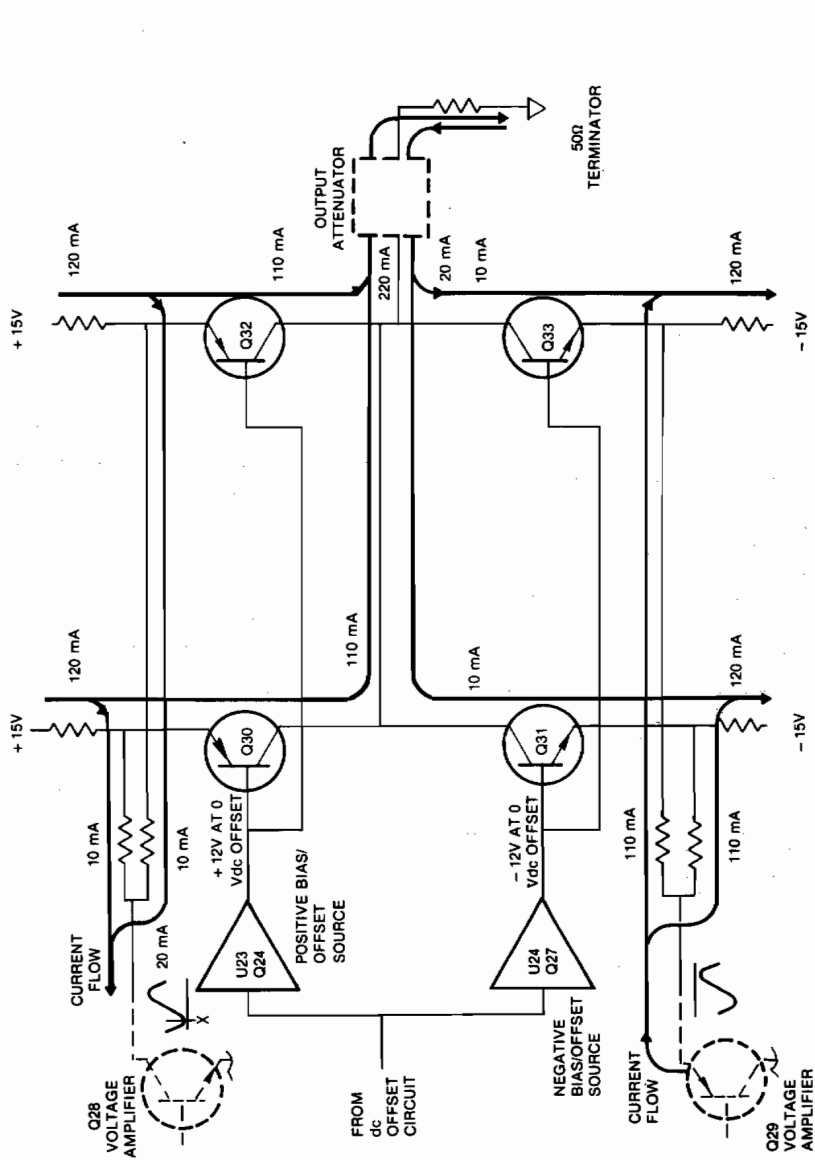 +15V
+15V
120 mA
120 mA
CURRENT
FLOW
10 mA
10 mA
20 mA
Q28
VOLTAGE
AMPLIFIER
X
110 mA
110 mA
Q30
Q32
+12V AT 0
Vdc OFFSET
U23
Q24
POSITIVE BIAS/
OFFSET
SOURCE
OUTPUT
ATTENUATOR
220 mA
20 mA
10 mA
10 mA
50Ω
TERMINATOR
FROM
dc
OFFSET
CIRCUIT
U24
Q27
-12V AT 0
Vdc OFFSET
Q31
Q33
NEGATIVE
BIAS/OFFSET
SOURCE
CURRENT
FLOW
110 mA
110 mA
120 mA
120 mA
Q29
VOLTAGE
AMPLIFIER
-15V
-15V